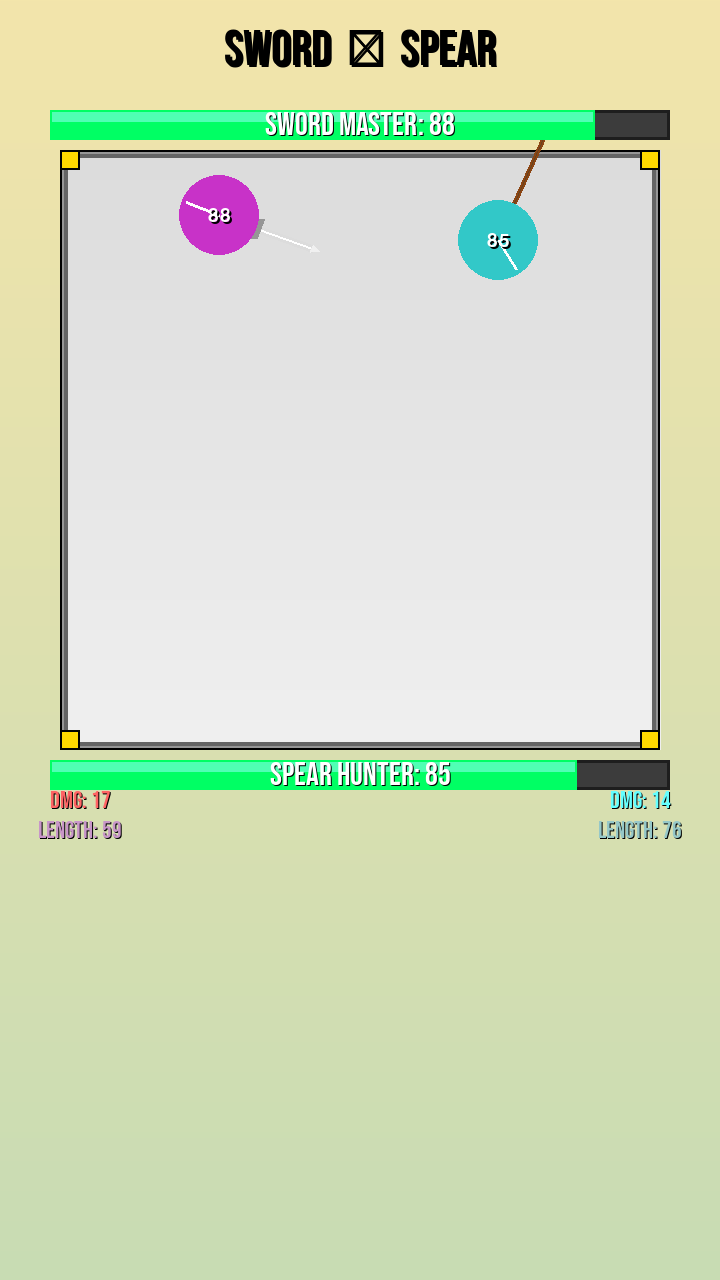 SWORD ☒ SPEAR
SWORD MASTER: 88
88
85
SPEAR HUNTER: 85
DMG: 17
DMG: 14
LENGTH: 59
LENGTH: 76